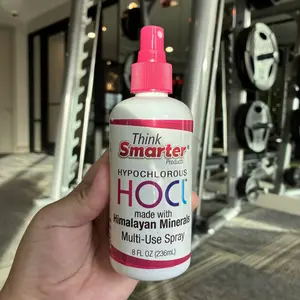 Think
Smarter®
Products
HYPOCHLOROUS
HOCl
made with
Himalayan Minerals
Multi-Use Spray
8 FL OZ (236mL)